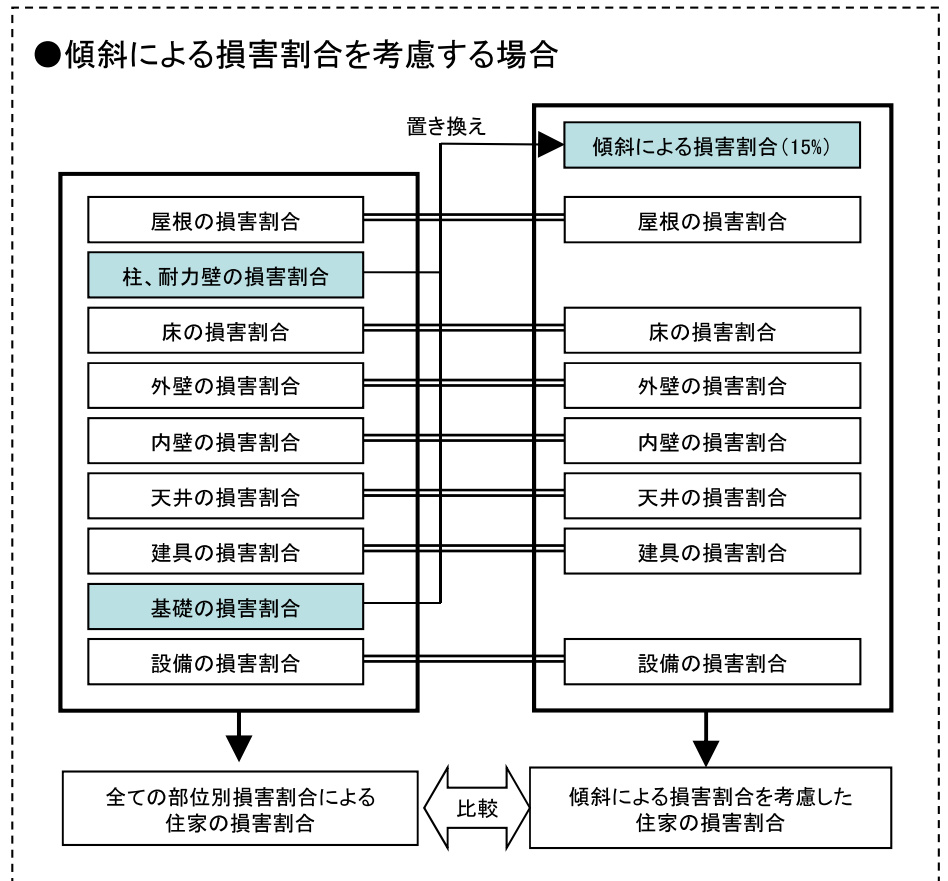 ●傾斜による損害割合を考慮する場合
置き換え
屋根の損害割合
柱、耐力壁の損害割合
床の損害割合
外壁の損害割合
内壁の損害割合
天井の損害割合
建具の損害割合
基礎の損害割合
設備の損害割合
全ての部位別損害割合による
住家の損害割合
比較
傾斜による損害割合(15%)
屋根の損害割合
床の損害割合
外壁の損害割合
内壁の損害割合
天井の損害割合
建具の損害割合
設備の損害割合
傾斜による損害割合を考慮した
住家の損害割合